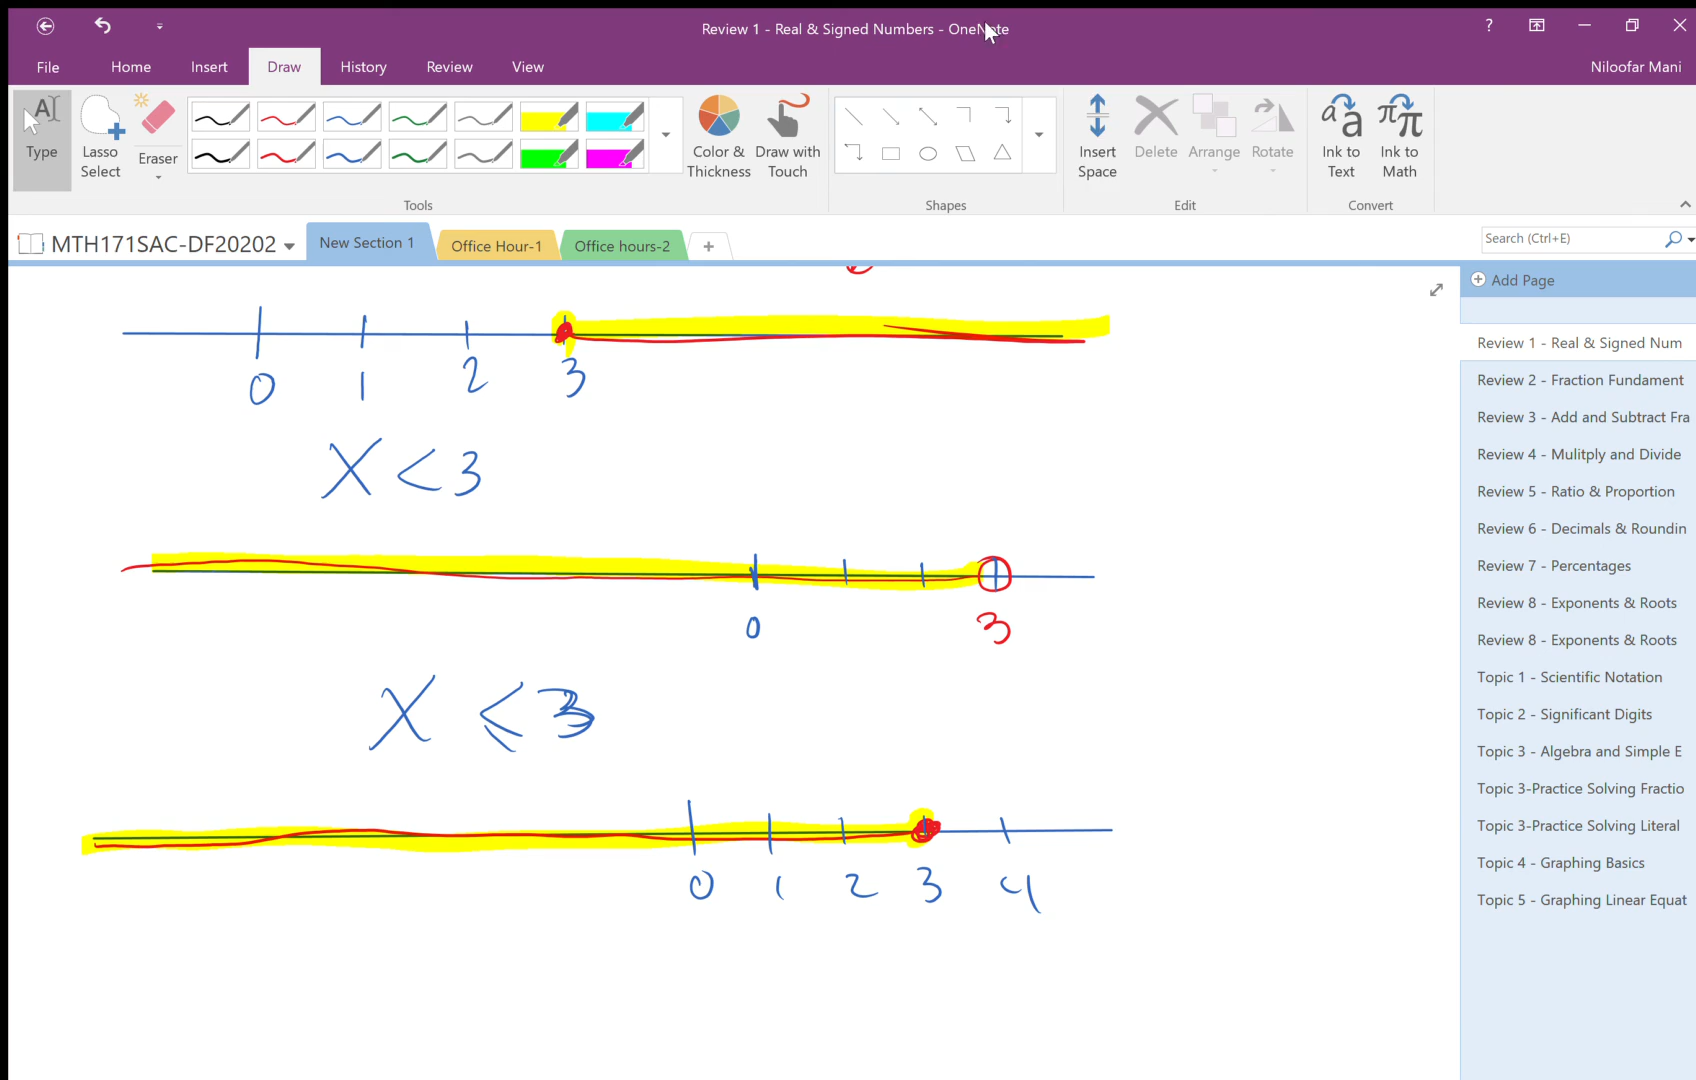 Review 1 - Real & Signed Numbers - OneNote
?
File Home Insert Draw History Review View
Niloofar Mani
Type
Lasso Select
Eraser
Color & Thickness
Draw with Touch
Insert Space
Delete
Arrange
Rotate
Ink to Text
Ink to Math
Tools
Shapes
Edit
Convert
MTH171SAC-DF20202
New Section 1
Office Hour-1
Office hours-2
+
Search (Ctrl+E)
Add Page
Review 1 - Real & Signed Num
Review 2 - Fraction Fundament
Review 3 - Add and Subtract Fra
Review 4 - Mulitply and Divide
Review 5 - Ratio & Proportion
Review 6 - Decimals & Roundin
Review 7 - Percentages
Review 8 - Exponents & Roots
Review 8 - Exponents & Roots
Topic 1 - Scientific Notation
Topic 2 - Significant Digits
Topic 3 - Algebra and Simple E
Topic 3-Practice Solving Fractio
Topic 3-Practice Solving Literal
Topic 4 - Graphing Basics
Topic 5 - Graphing Linear Equat
0 1 2 3
X < 3
0 3
X ≤ 3
0 1 2 3 4